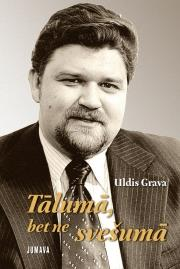 Uldis Grava
Tālumā,
bet ne svešumā
JUMAVA